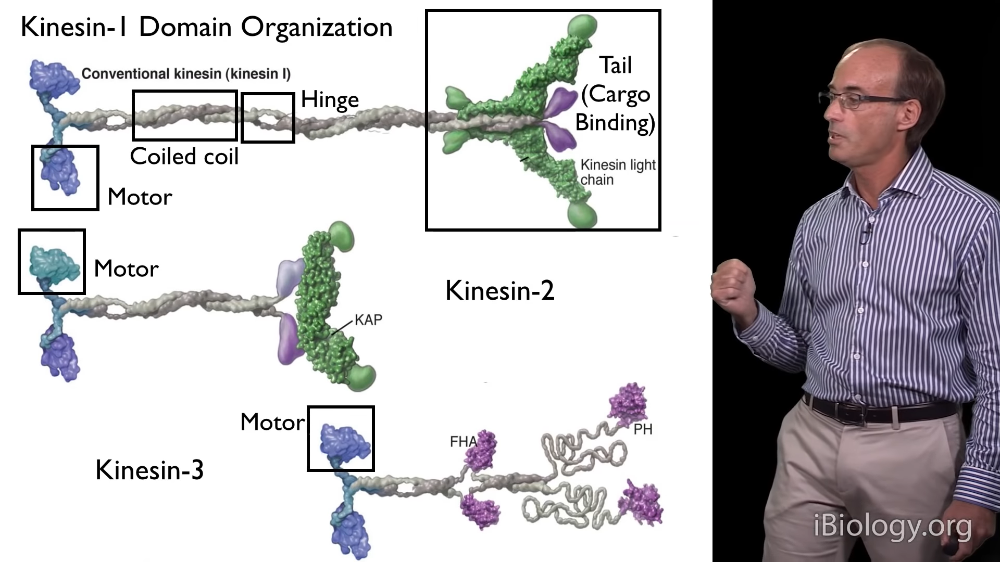 Kinesin-1 Domain Organization
Conventional kinesin (kinesin I)
Hinge
Coiled coil
Motor
Tail
(Cargo
Binding)
Kinesin light
chain
Motor
Kinesin-2
KAP
Motor
Kinesin-3
FHA
PH
iBiology.org